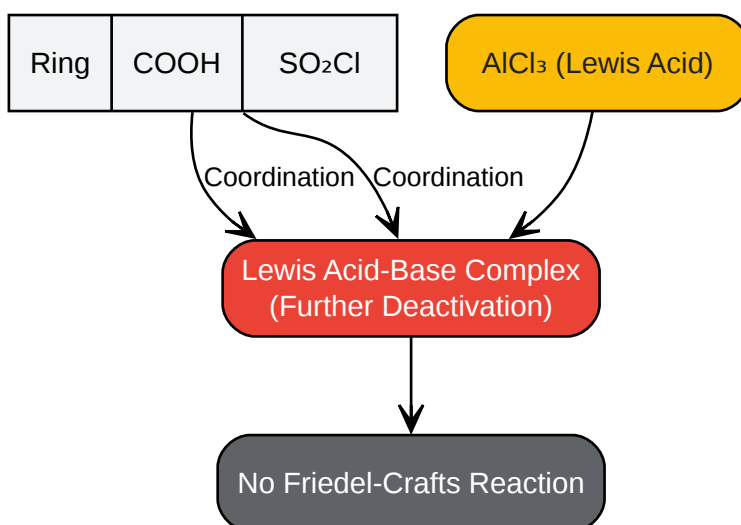 Ring COOH SO₂Cl AlCl₃ (Lewis Acid)
Coordination Coordination
Lewis Acid-Base Complex
(Further Deactivation)
No Friedel-Crafts Reaction